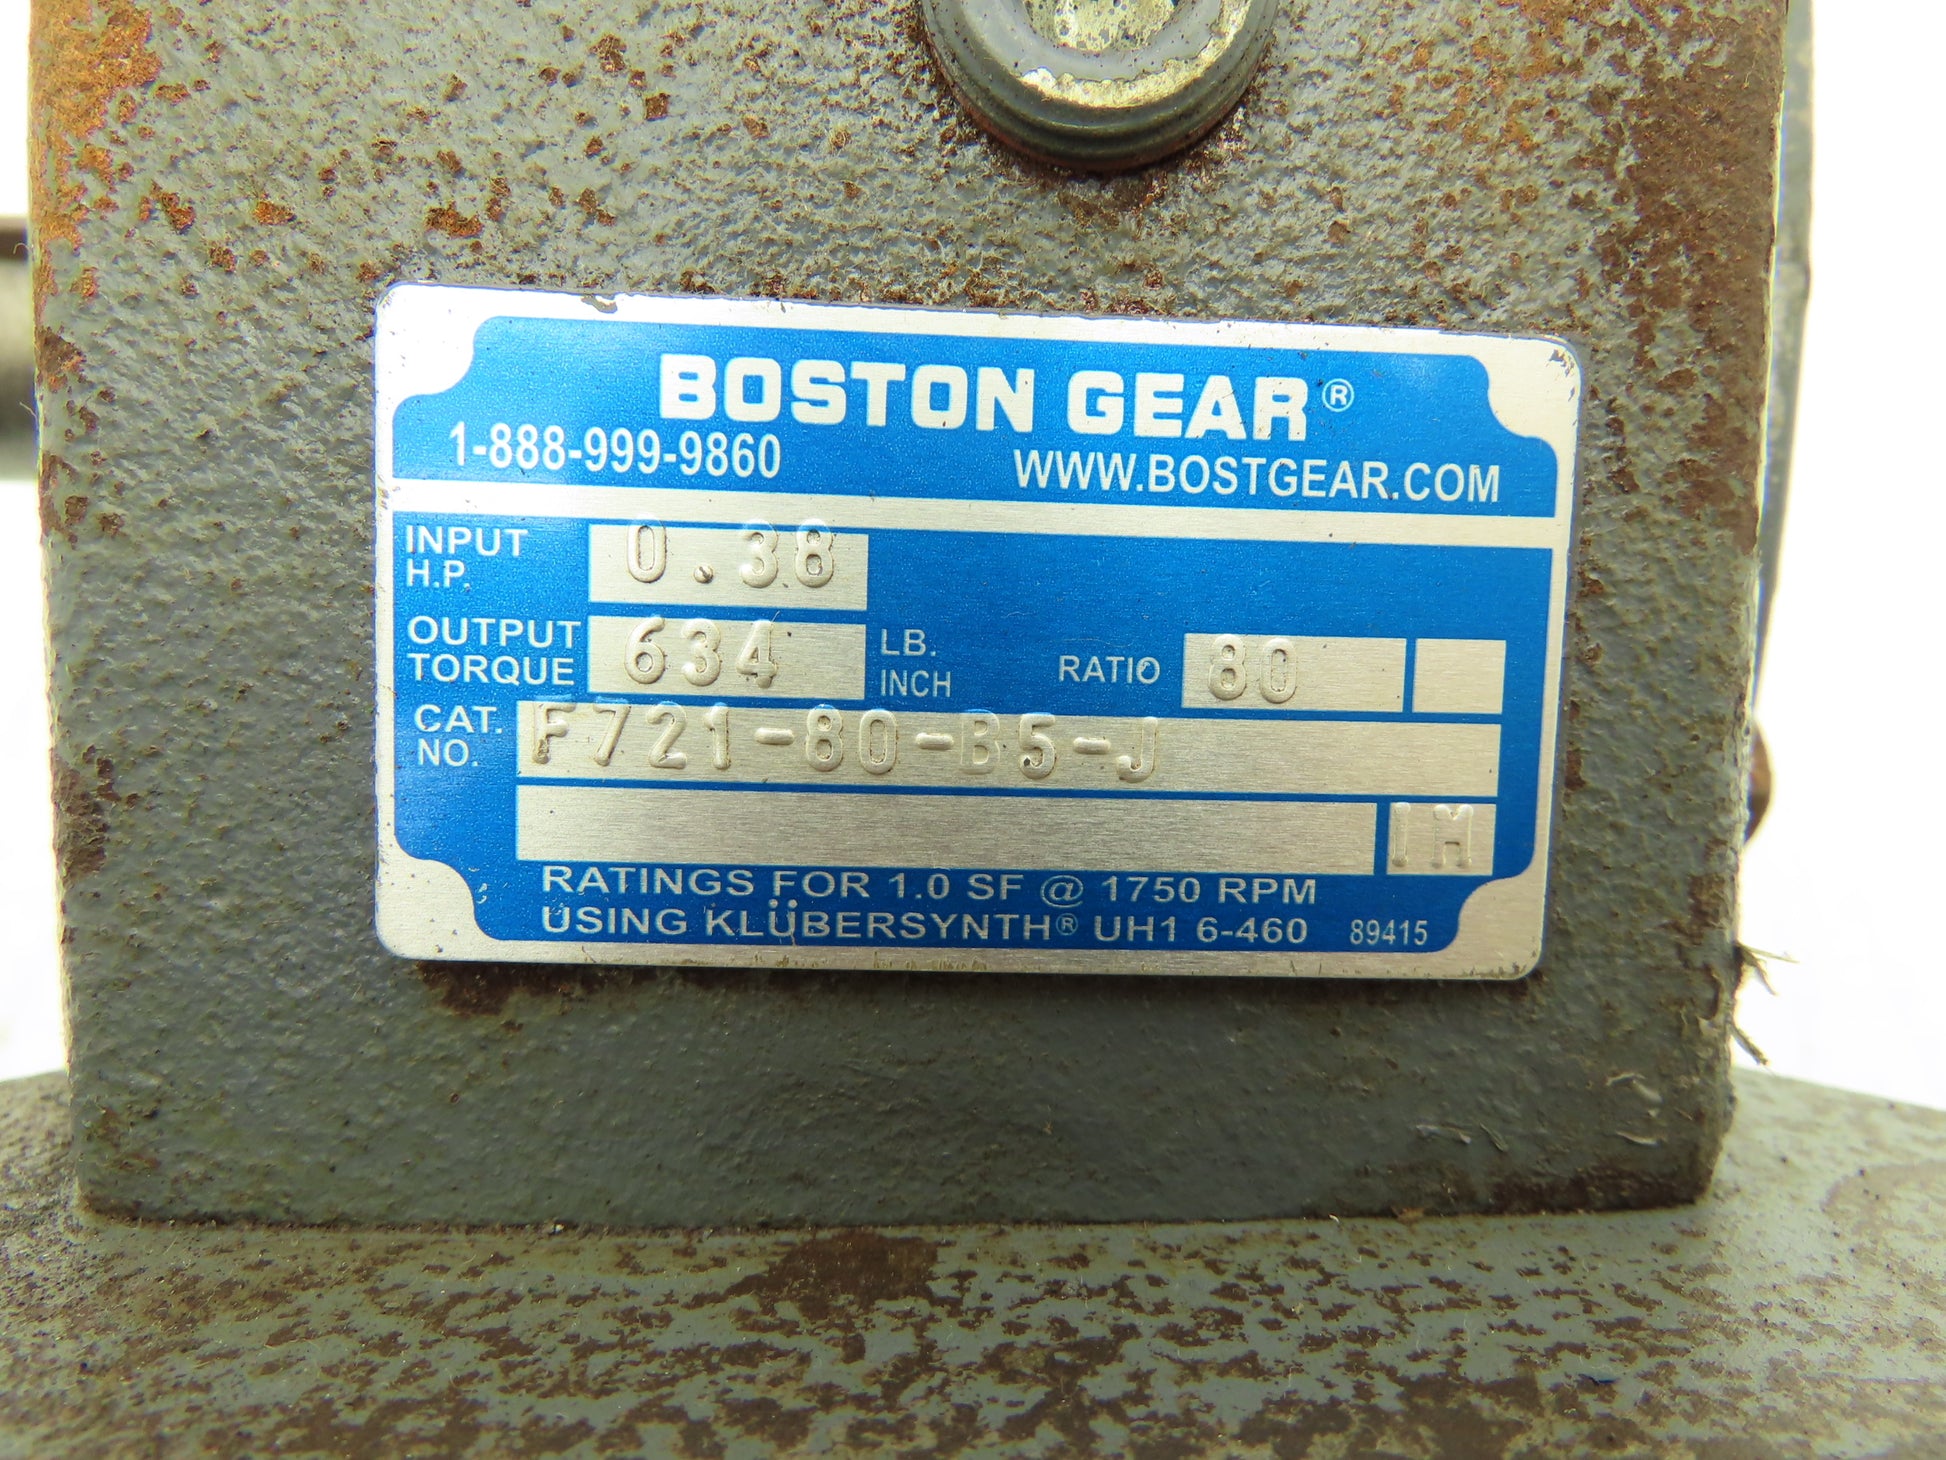 BOSTON GEAR®
1-888-999-9860 WWW.BOSTGEAR.COM
INPUT H.P. 0.38
OUTPUT TORQUE 634 LB. INCH RATIO 80
CAT. NO. F721-80-B5-J
IM
RATINGS FOR 1.0 SF @ 1750 RPM
USING KLÜBERSYNTH® UH1 6-460 89415